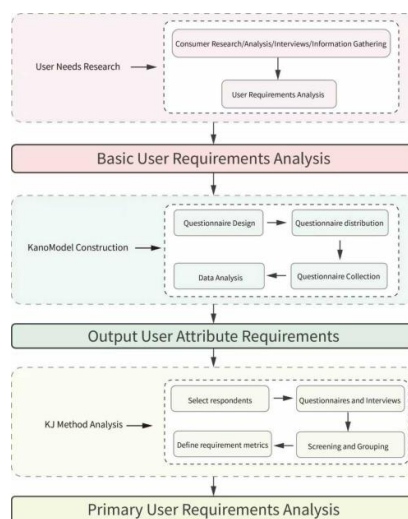 Consumer Research/Analysis/Interviews/Information Gathering
User Needs Research
User Requirements Analysis
Basic User Requirements Analysis
Questionnaire Design
Questionnaire distribution
KanoModel Construction
Data Analysis
Questionnaire Collection
Output User Attribute Requirements
Select respondents
Questionnaires and Interviews
KJ Method Analysis
Define requirement metrics
Screening and Grouping
Primary User Requirements Analysis